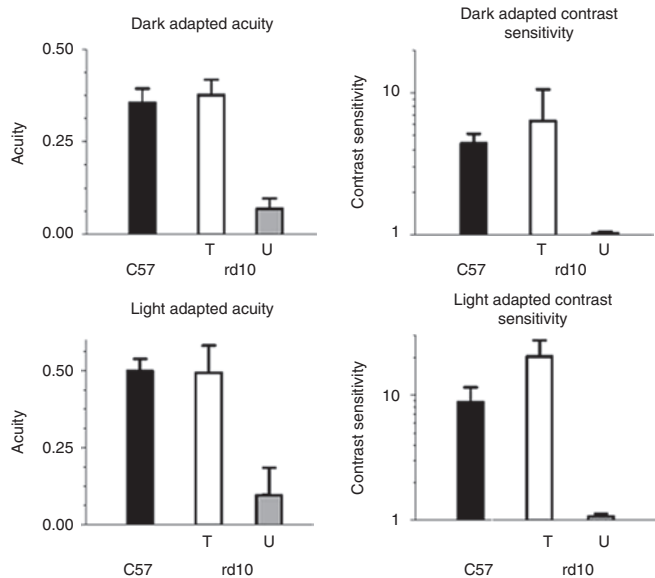 Dark adapted acuity
0.50
0.25
0.00
Acuity
T
U
C57
rd10
Dark adapted contrast
sensitivity
10
1
Contrast sensitivity
T
U
C57
rd10
Light adapted acuity
0.50
0.25
0.00
Acuity
T
U
C57
rd10
Light adapted contrast
sensitivity
10
1
Contrast sensitivity
T
U
C57
rd10